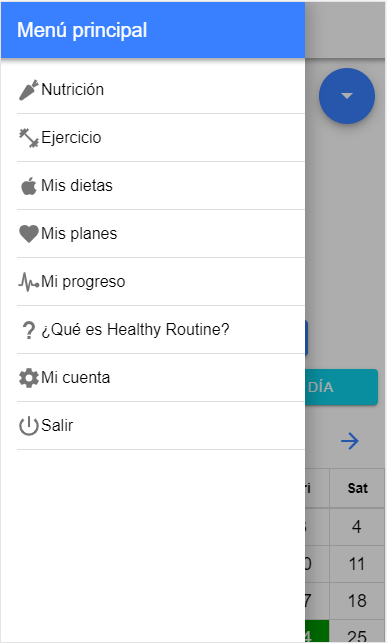 Menú principal
Nutrición
Ejercicio
Mis dietas
Mis planes
Mi progreso
¿Qué es Healthy Routine?
Mi cuenta
Salir
DÍA
Sat
4
11
18
25